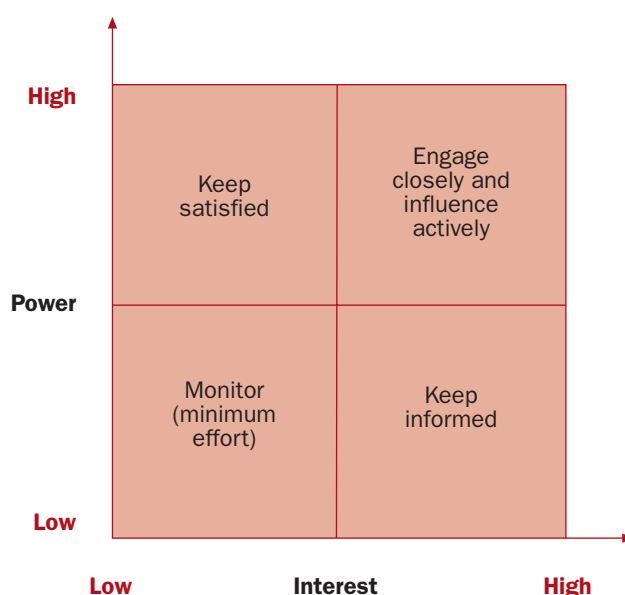 High
Keep
satisfied
Engage
closely and
influence
actively
Power
Monitor
(minimum
effort)
Keep
informed
Low
Low
Interest
High